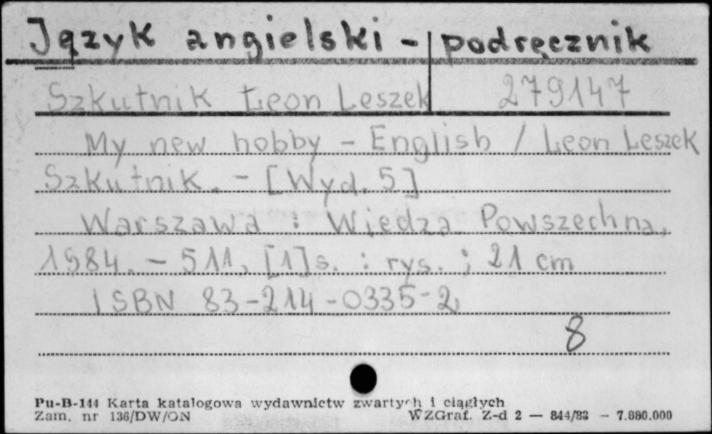 Język angielski - podręcznik
Szkutnik Leon Leszek 279147
My new hobby - English / Leon Leszek
Szkutnik. - [Wyd. 5]
Warszawa : Wiedza Powszechna,
1984. - 511, [1] s. : rys. ; 21 cm
ISBN 83-214-0335-2
8
Pu-B-144 Karta katalogowa wydawnictw zwartych i ciągłych
Zam. nr 136/DW/ON WZGraf. Z-d 2 — 844/83 — 7.080.000